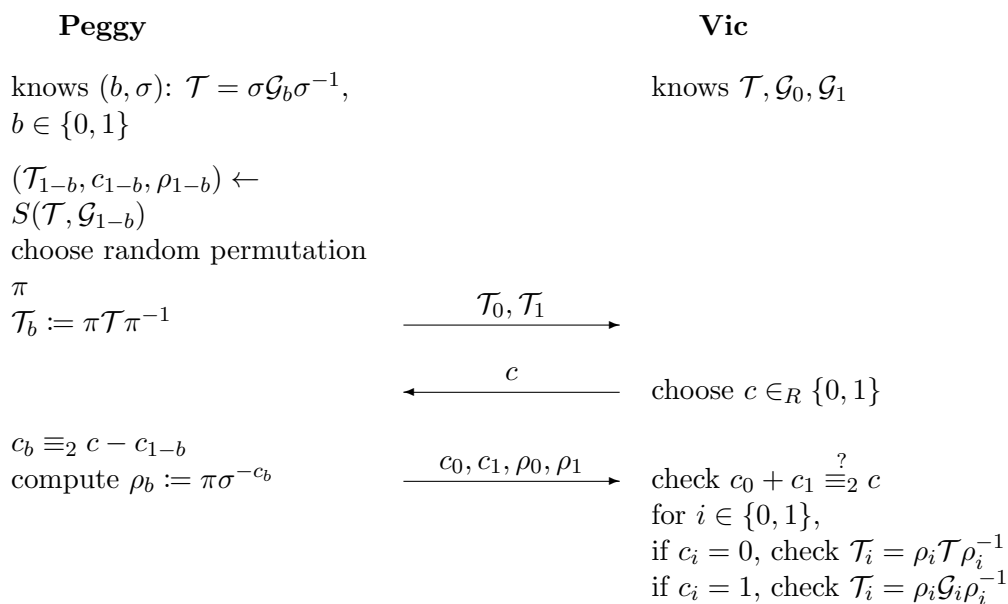 Peggy Vic
knows (b, σ): 𝒯 = σ𝒢_bσ^{−1}, knows 𝒯, 𝒢_0, 𝒢_1
b ∈ {0, 1}
(𝒯_{1−b}, c_{1−b}, ρ_{1−b}) ←
S(𝒯, 𝒢_{1−b})
choose random permutation
π
𝒯_b := π𝒯π^{−1} 𝒯_0, 𝒯_1
c choose c ∈_R {0, 1}
c_b ≡_2 c − c_{1−b}
compute ρ_b := πσ^{−c_b} c_0, c_1, ρ_0, ρ_1 check c_0 + c_1 ≡_2^? c
for i ∈ {0, 1},
if c_i = 0, check 𝒯_i = ρ_i𝒯ρ_i^{−1}
if c_i = 1, check 𝒯_i = ρ_i𝒢_iρ_i^{−1}